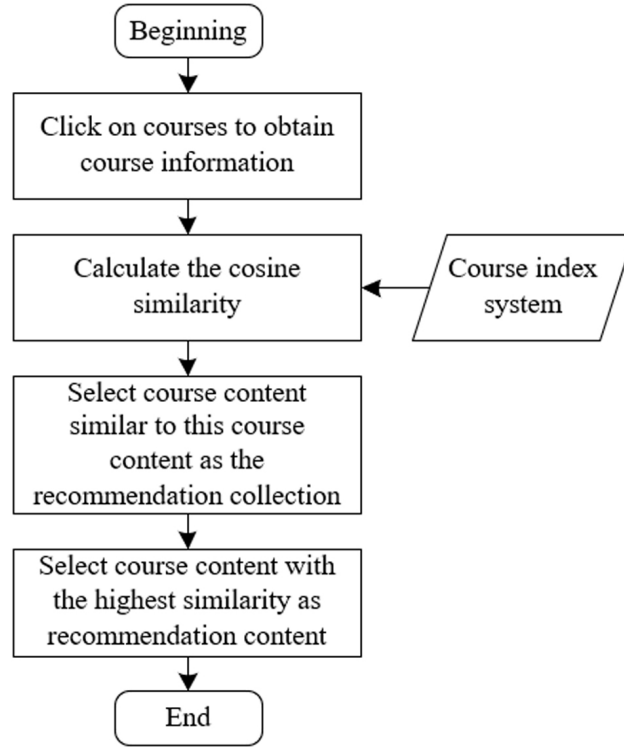 Beginning
Click on courses to obtain
course information
Calculate the cosine
similarity
Course index
system
Select course content
similar to this course
content as the
recommendation collection
Select course content with
the highest similarity as
recommendation content
End